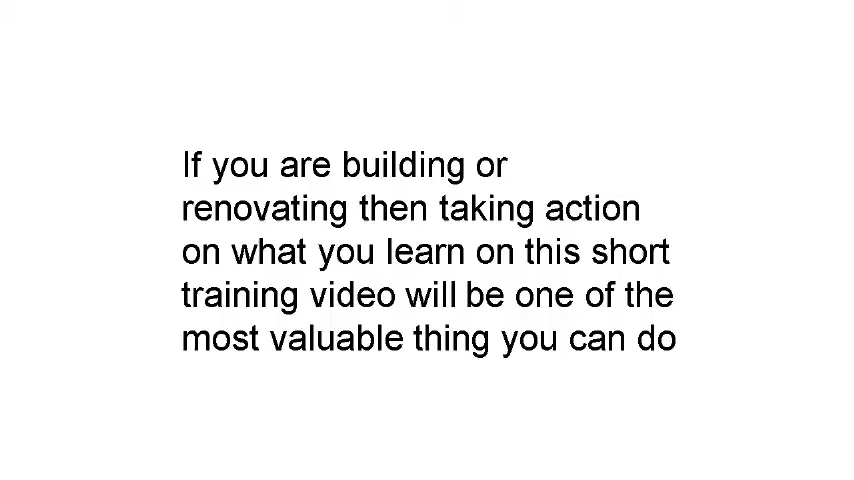 If you are building or
renovating then taking action
on what you learn on this short
training video will be one of the
most valuable thing you can do